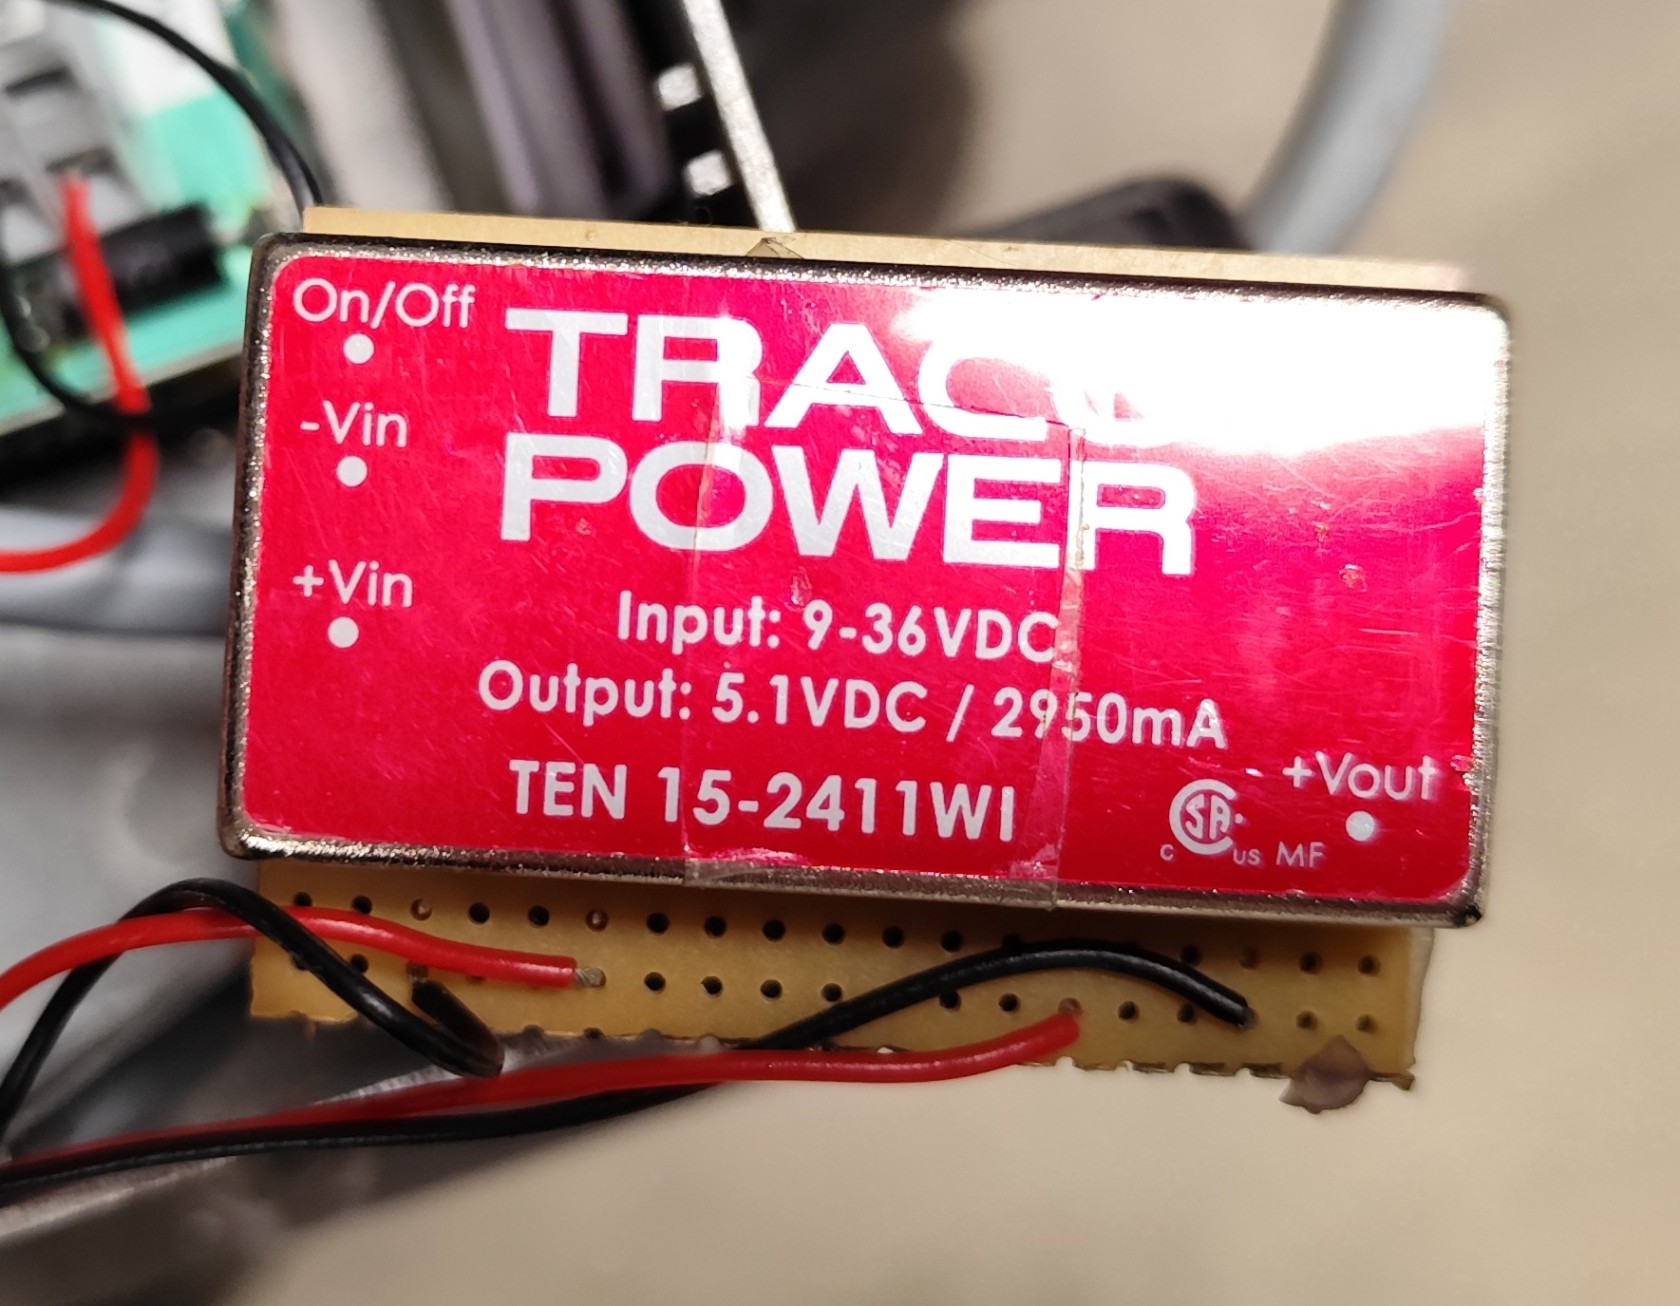 On/Off
TRAC
POWER
-Vin
+Vin
Input: 9-36VDC
Output: 5.1VDC / 2950mA
TEN 15-2411WI
+Vout
c SA us MF